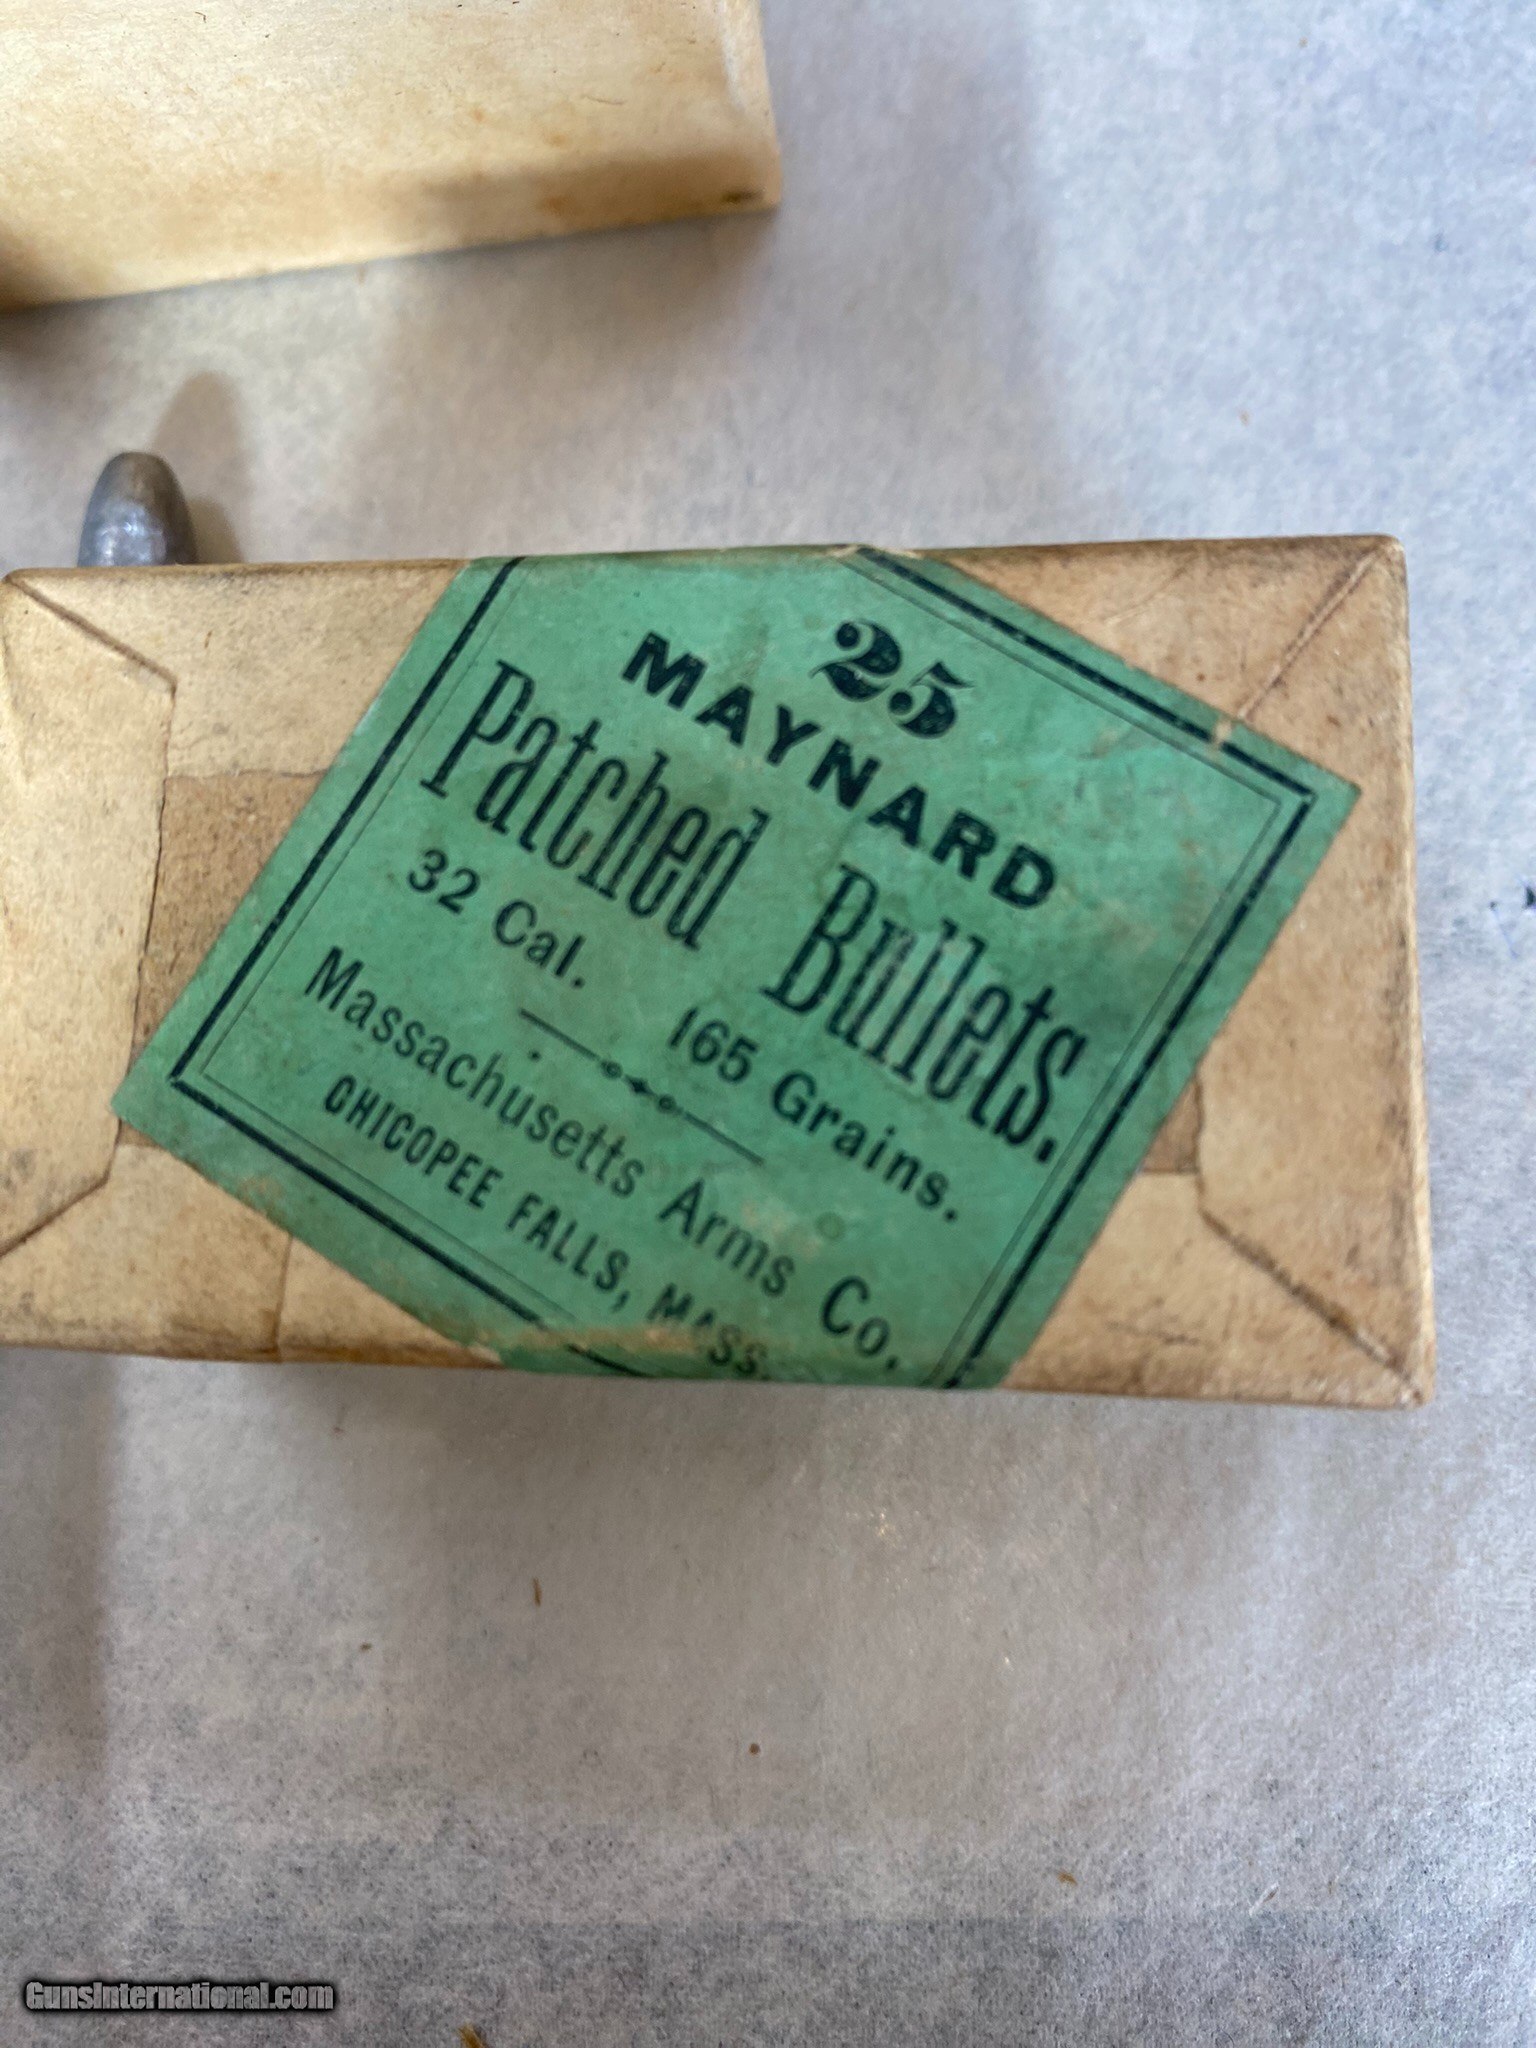 25
MAYNARD
Patched Bullets.
32 Cal. 165 Grains.
Massachusetts Arms Co.
CHICOPEE FALLS, MASS.
GunsInternational.com